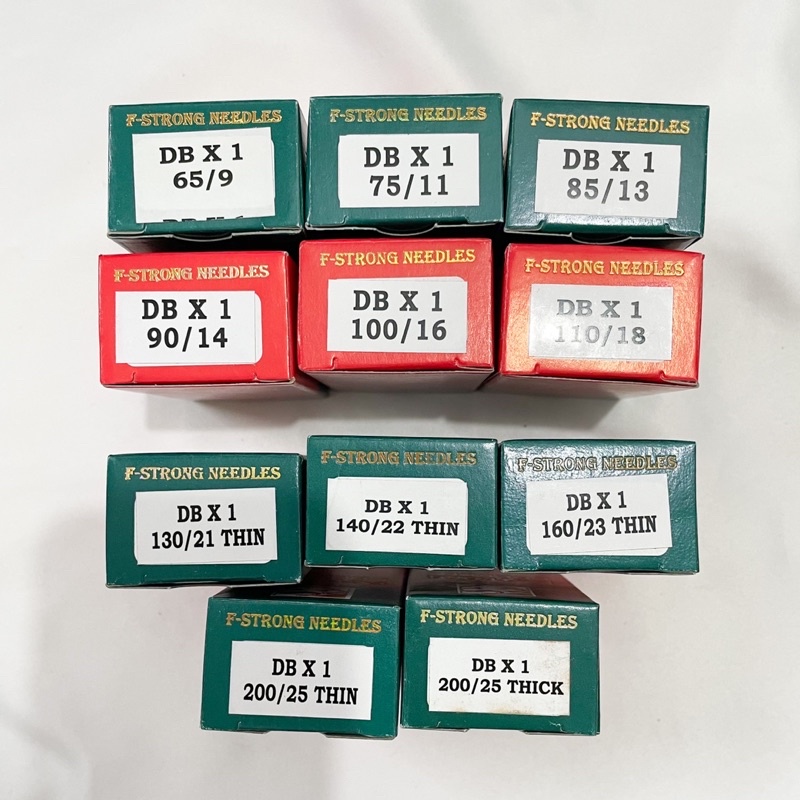 F-STRONG NEEDLES
DB X 1
65/9
F-STRONG NEEDLES
DB X 1
75/11
F-STRONG NEEDLES
DB X 1
85/13
F-STRONG NEEDLES
DB X 1
90/14
F-STRONG NEEDLES
DB X 1
100/16
F-STRONG NEEDLES
DB X 1
110/18
F-STRONG NEEDLES
DB X 1
130/21 THIN
F-STRONG NEEDLES
DB X 1
140/22 THIN
F-STRONG NEEDLES
DB X 1
160/23 THIN
F-STRONG NEEDLES
DB X 1
200/25 THIN
F-STRONG NEEDLES
DB X 1
200/25 THICK